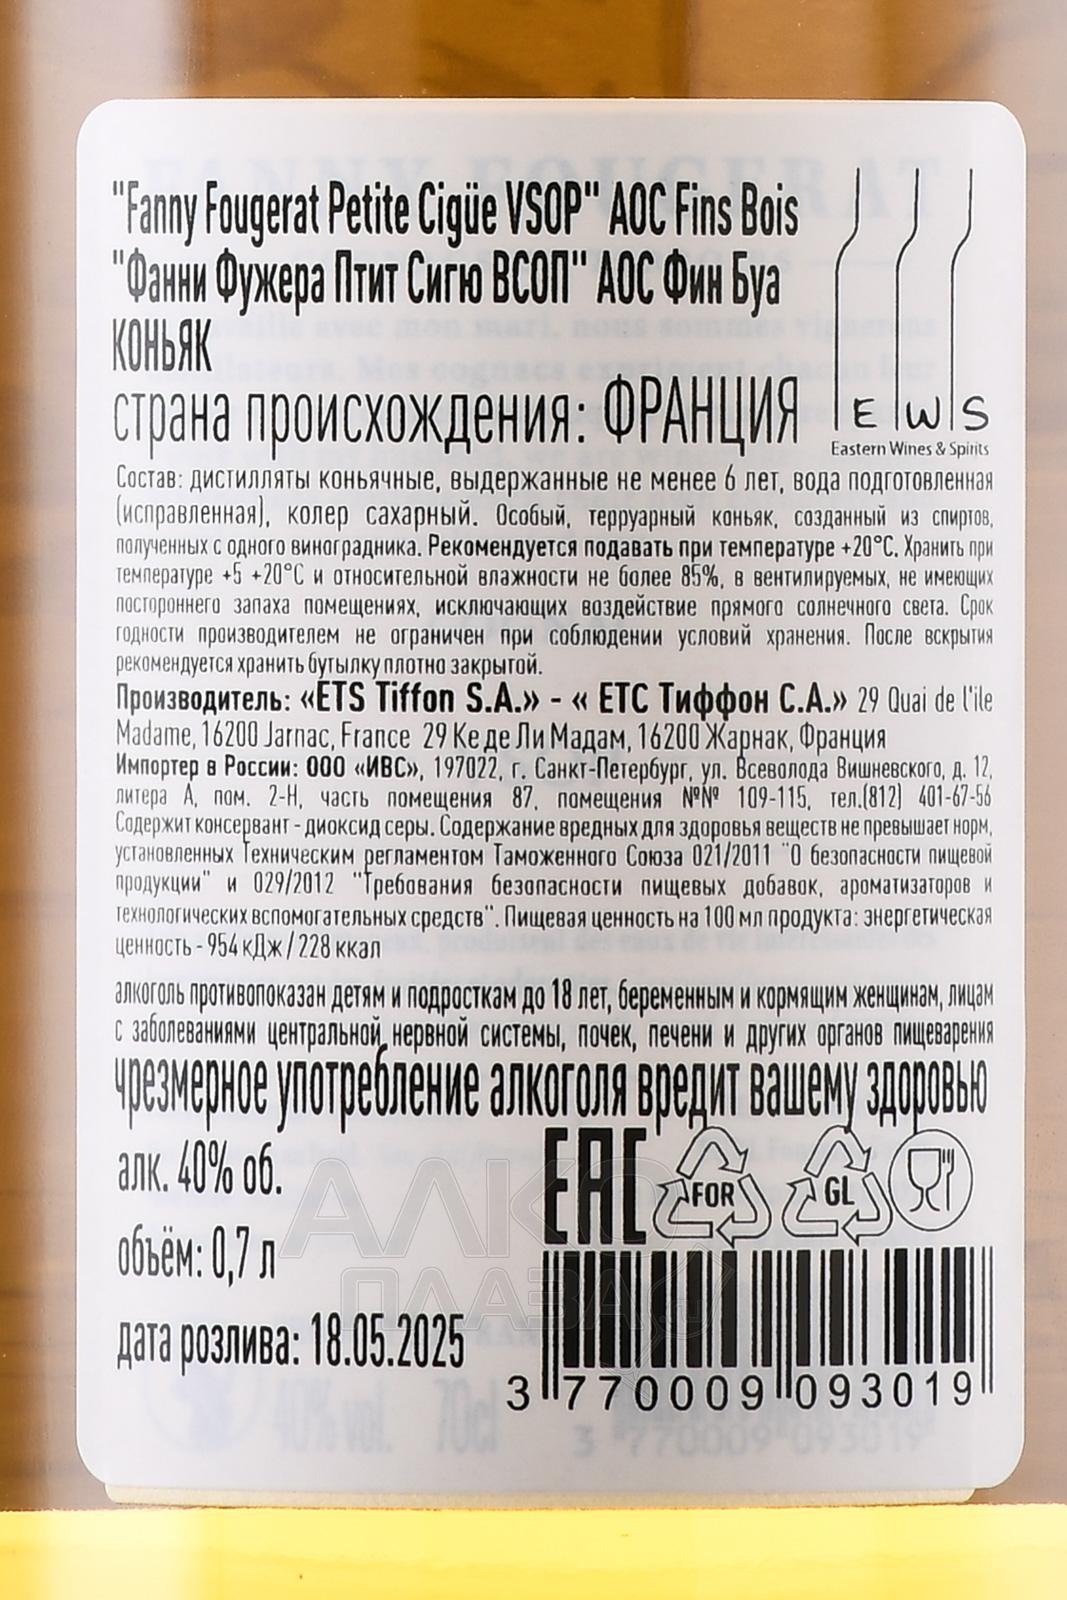 "Fanny Fougerat Petite Cigüe VSOP" AOC Fins Bois
"Фанни Фужера Птит Сигю ВСОП" АОС Фин Буа
КОНЬЯК
страна происхождения: ФРАНЦИЯ
E W S
Eastern Wines & Spirits
Состав: дистилляты коньячные, выдержанные не менее 6 лет, вода подготовленная
(исправленная), колер сахарный. Особый, терруарный коньяк, созданный из спиртов,
полученных с одного виноградника. Рекомендуется подавать при температуре +20°C. Хранить при
температуре +5 +20°C и относительной влажности не более 85%, в вентилируемых, не имеющих
постороннего запаха помещениях, исключающих воздействие прямого солнечного света. Срок
годности производителем не ограничен при соблюдении условий хранения. После вскрытия
рекомендуется хранить бутылку плотно закрытой.
Производитель: «ETS Tiffon S.A.» - « ЕТС Тиффон С.А.» 29 Quai de l'ile
Madame, 16200 Jarnac, France 29 Ке де Ли Мадам, 16200 Жарнак, Франция
Импортер в России: ООО «ИВС», 197022, г. Санкт-Петербург, ул. Всеволода Вишневского, д. 12,
литера А, пом. 2-Н, часть помещения 87, помещения №№ 109-115, тел.(812) 401-67-56
Содержит консервант - диоксид серы. Содержание вредных для здоровья веществ не превышает норм,
установленных Техническим регламентом Таможенного Союза 021/2011 "О безопасности пищевой
продукции" и 029/2012 "Требования безопасности пищевых добавок, ароматизаторов и
технологических вспомогательных средств". Пищевая ценность на 100 мл продукта: энергетическая
ценность - 954 кДж / 228 ккал
алкоголь противопоказан детям и подросткам до 18 лет, беременным и кормящим женщинам, лицам
с заболеваниями центральной нервной системы, почек, печени и других органов пищеварения
чрезмерное употребление алкоголя вредит вашему здоровью
алк. 40% об.
EAC FOR GL
объём: 0,7 л
АЛКО
ПЛАЗА
дата розлива: 18.05.2025
3 770009 093019
40%vol. 70cl
3 770009 093019